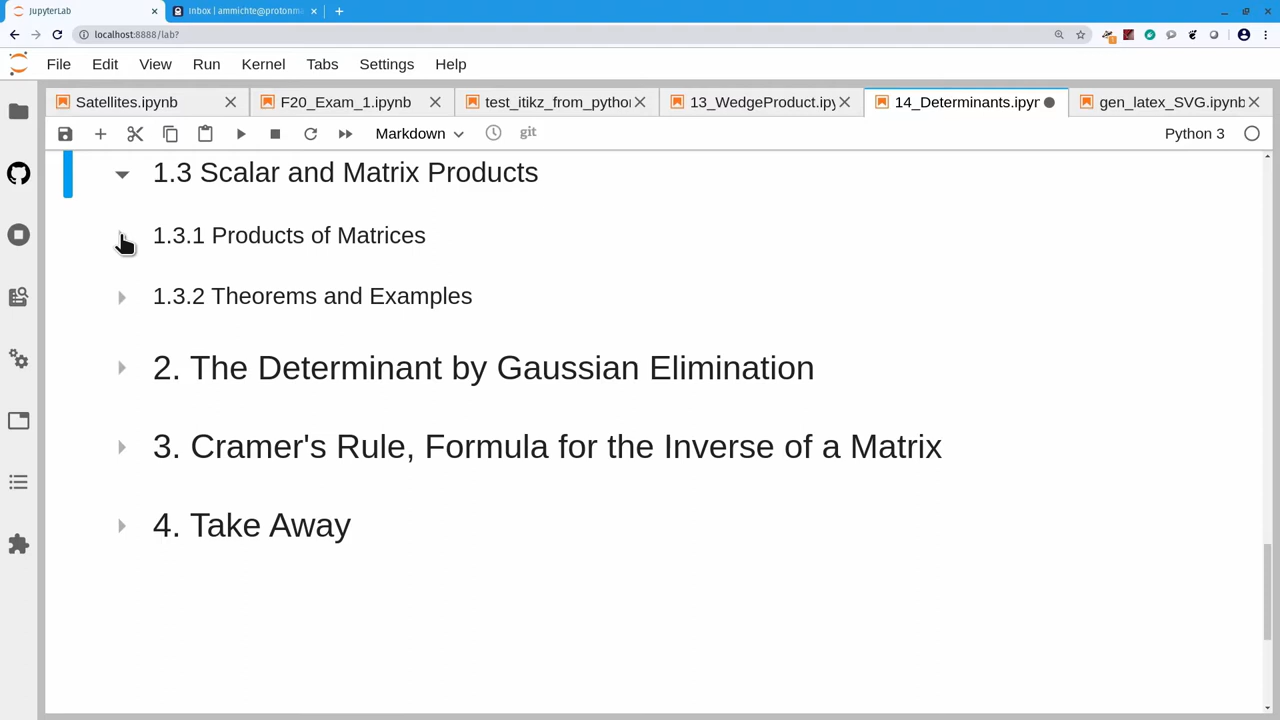 JupyterLab
Inbox | ammichte@protonma
localhost:8888/lab?
File Edit View Run Kernel Tabs Settings Help
Satellites.ipynb F20_Exam_1.ipynb test_itikz_from_python 13_WedgeProduct.ipy 14_Determinants.ipyn gen_latex_SVG.ipynb
Markdown git Python 3
1.3 Scalar and Matrix Products
1.3.1 Products of Matrices
1.3.2 Theorems and Examples
2. The Determinant by Gaussian Elimination
3. Cramer's Rule, Formula for the Inverse of a Matrix
4. Take Away